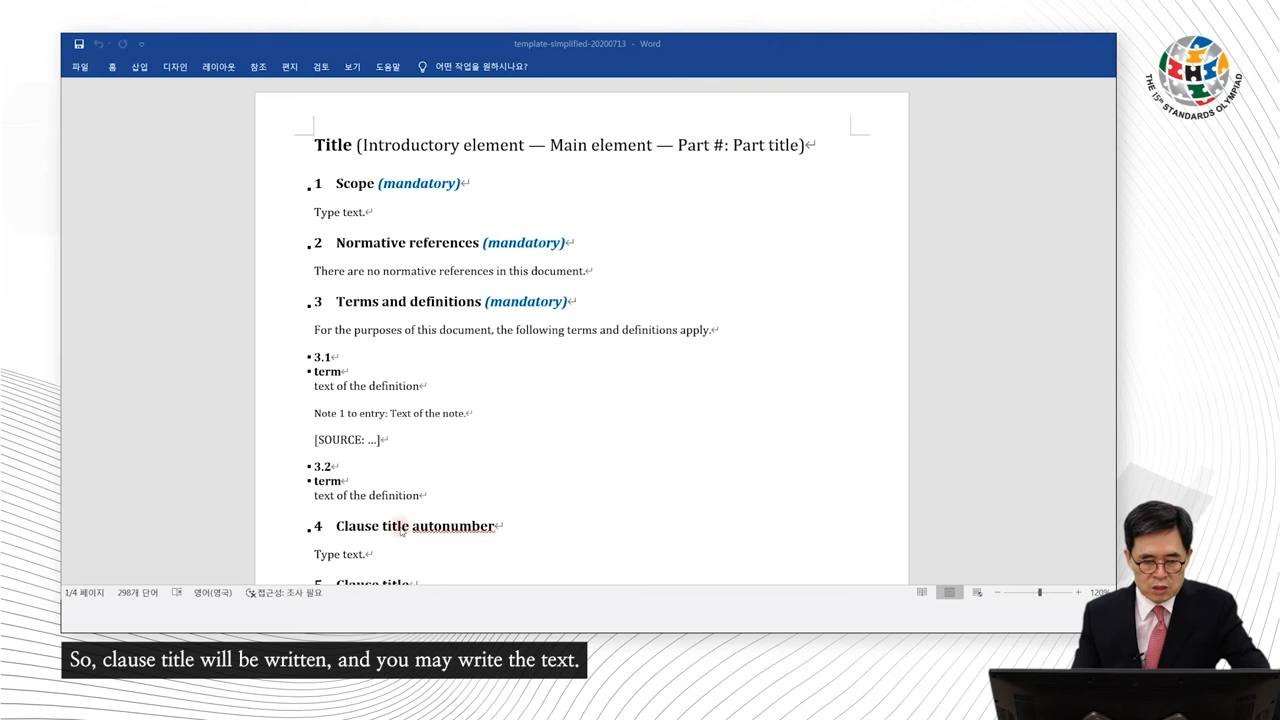 template-simplified-20200713 - Word
파일 홈 삽입 디자인 레이아웃 참조 편지 검토 보기 도움말 어떤 작업을 원하시나요?
THE 15th STANDARDS OLYMPIAD
Title (Introductory element — Main element — Part #: Part title)
1 Scope (mandatory)
Type text.
2 Normative references (mandatory)
There are no normative references in this document.
3 Terms and definitions (mandatory)
For the purposes of this document, the following terms and definitions apply.
3.1
term
text of the definition
Note 1 to entry: Text of the note.
[SOURCE: ...]
3.2
term
text of the definition
4 Clause title autonumber
Type text.
5 Clause title
1/4 페이지 298개 단어 영어(영국) 접근성: 조사 필요 120%
So, clause title will be written, and you may write the text.